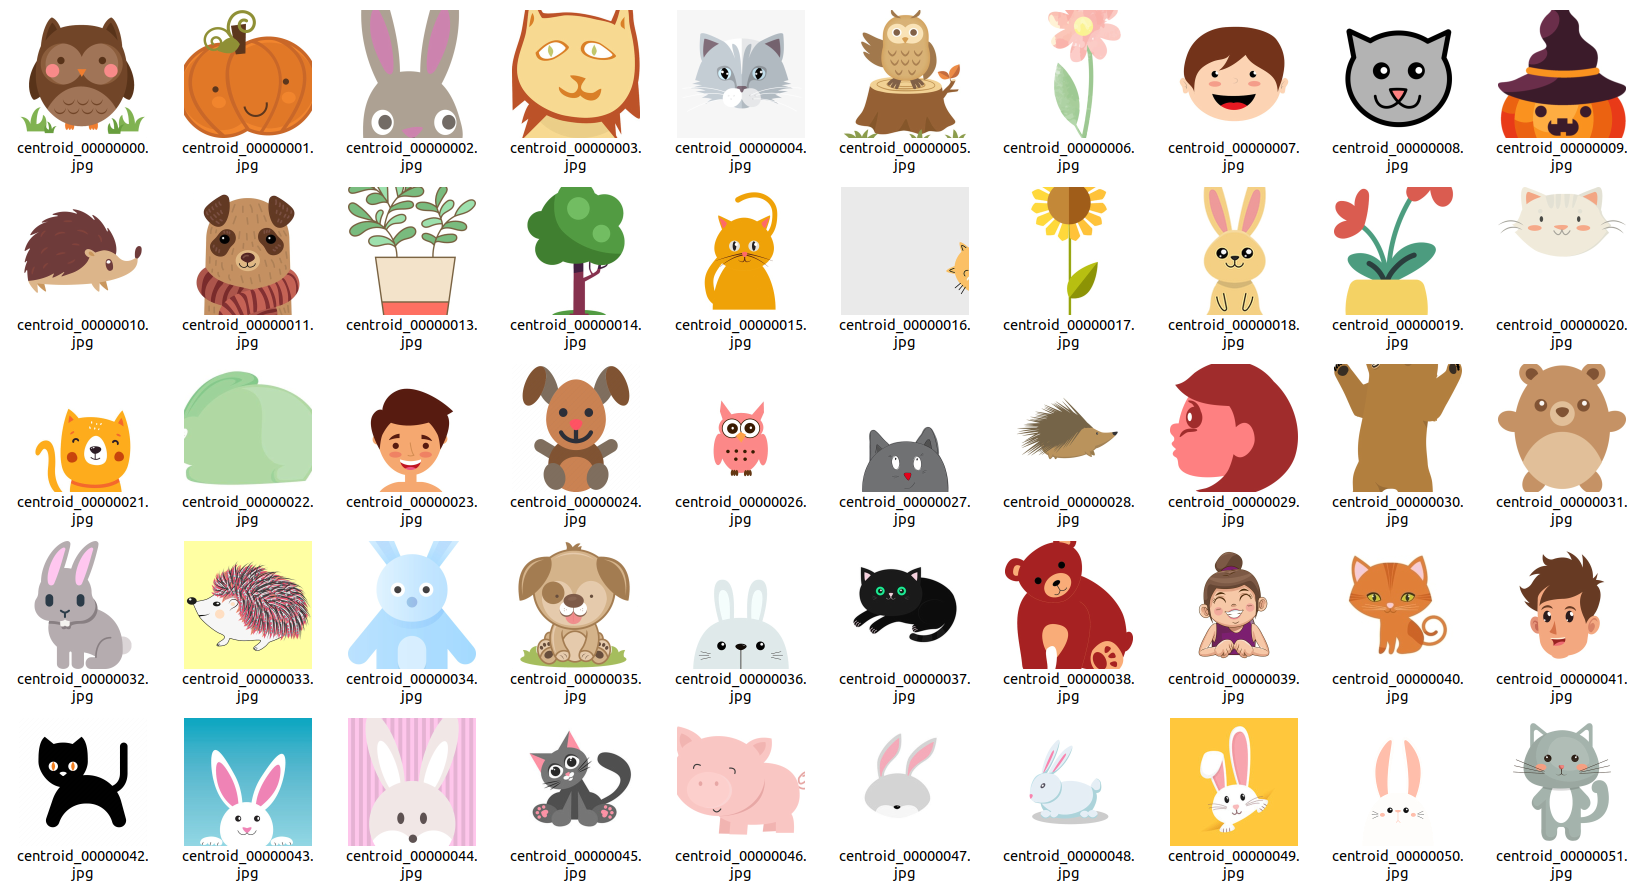 centroid_00000000.
jpg
centroid_00000001.
jpg
centroid_00000002.
jpg
centroid_00000003.
jpg
centroid_00000004.
jpg
centroid_00000005.
jpg
centroid_00000006.
jpg
centroid_00000007.
jpg
centroid_00000008.
jpg
centroid_00000009.
jpg
centroid_00000010.
jpg
centroid_00000011.
jpg
centroid_00000013.
jpg
centroid_00000014.
jpg
centroid_00000015.
jpg
centroid_00000016.
jpg
centroid_00000017.
jpg
centroid_00000018.
jpg
centroid_00000019.
jpg
centroid_00000020.
jpg
centroid_00000021.
jpg
centroid_00000022.
jpg
centroid_00000023.
jpg
centroid_00000024.
jpg
centroid_00000026.
jpg
centroid_00000027.
jpg
centroid_00000028.
jpg
centroid_00000029.
jpg
centroid_00000030.
jpg
centroid_00000031.
jpg
centroid_00000032.
jpg
centroid_00000033.
jpg
centroid_00000034.
jpg
centroid_00000035.
jpg
centroid_00000036.
jpg
centroid_00000037.
jpg
centroid_00000038.
jpg
centroid_00000039.
jpg
centroid_00000040.
jpg
centroid_00000041.
jpg
centroid_00000042.
jpg
centroid_00000043.
jpg
centroid_00000044.
jpg
centroid_00000045.
jpg
centroid_00000046.
jpg
centroid_00000047.
jpg
centroid_00000048.
jpg
centroid_00000049.
jpg
centroid_00000050.
jpg
centroid_00000051.
jpg